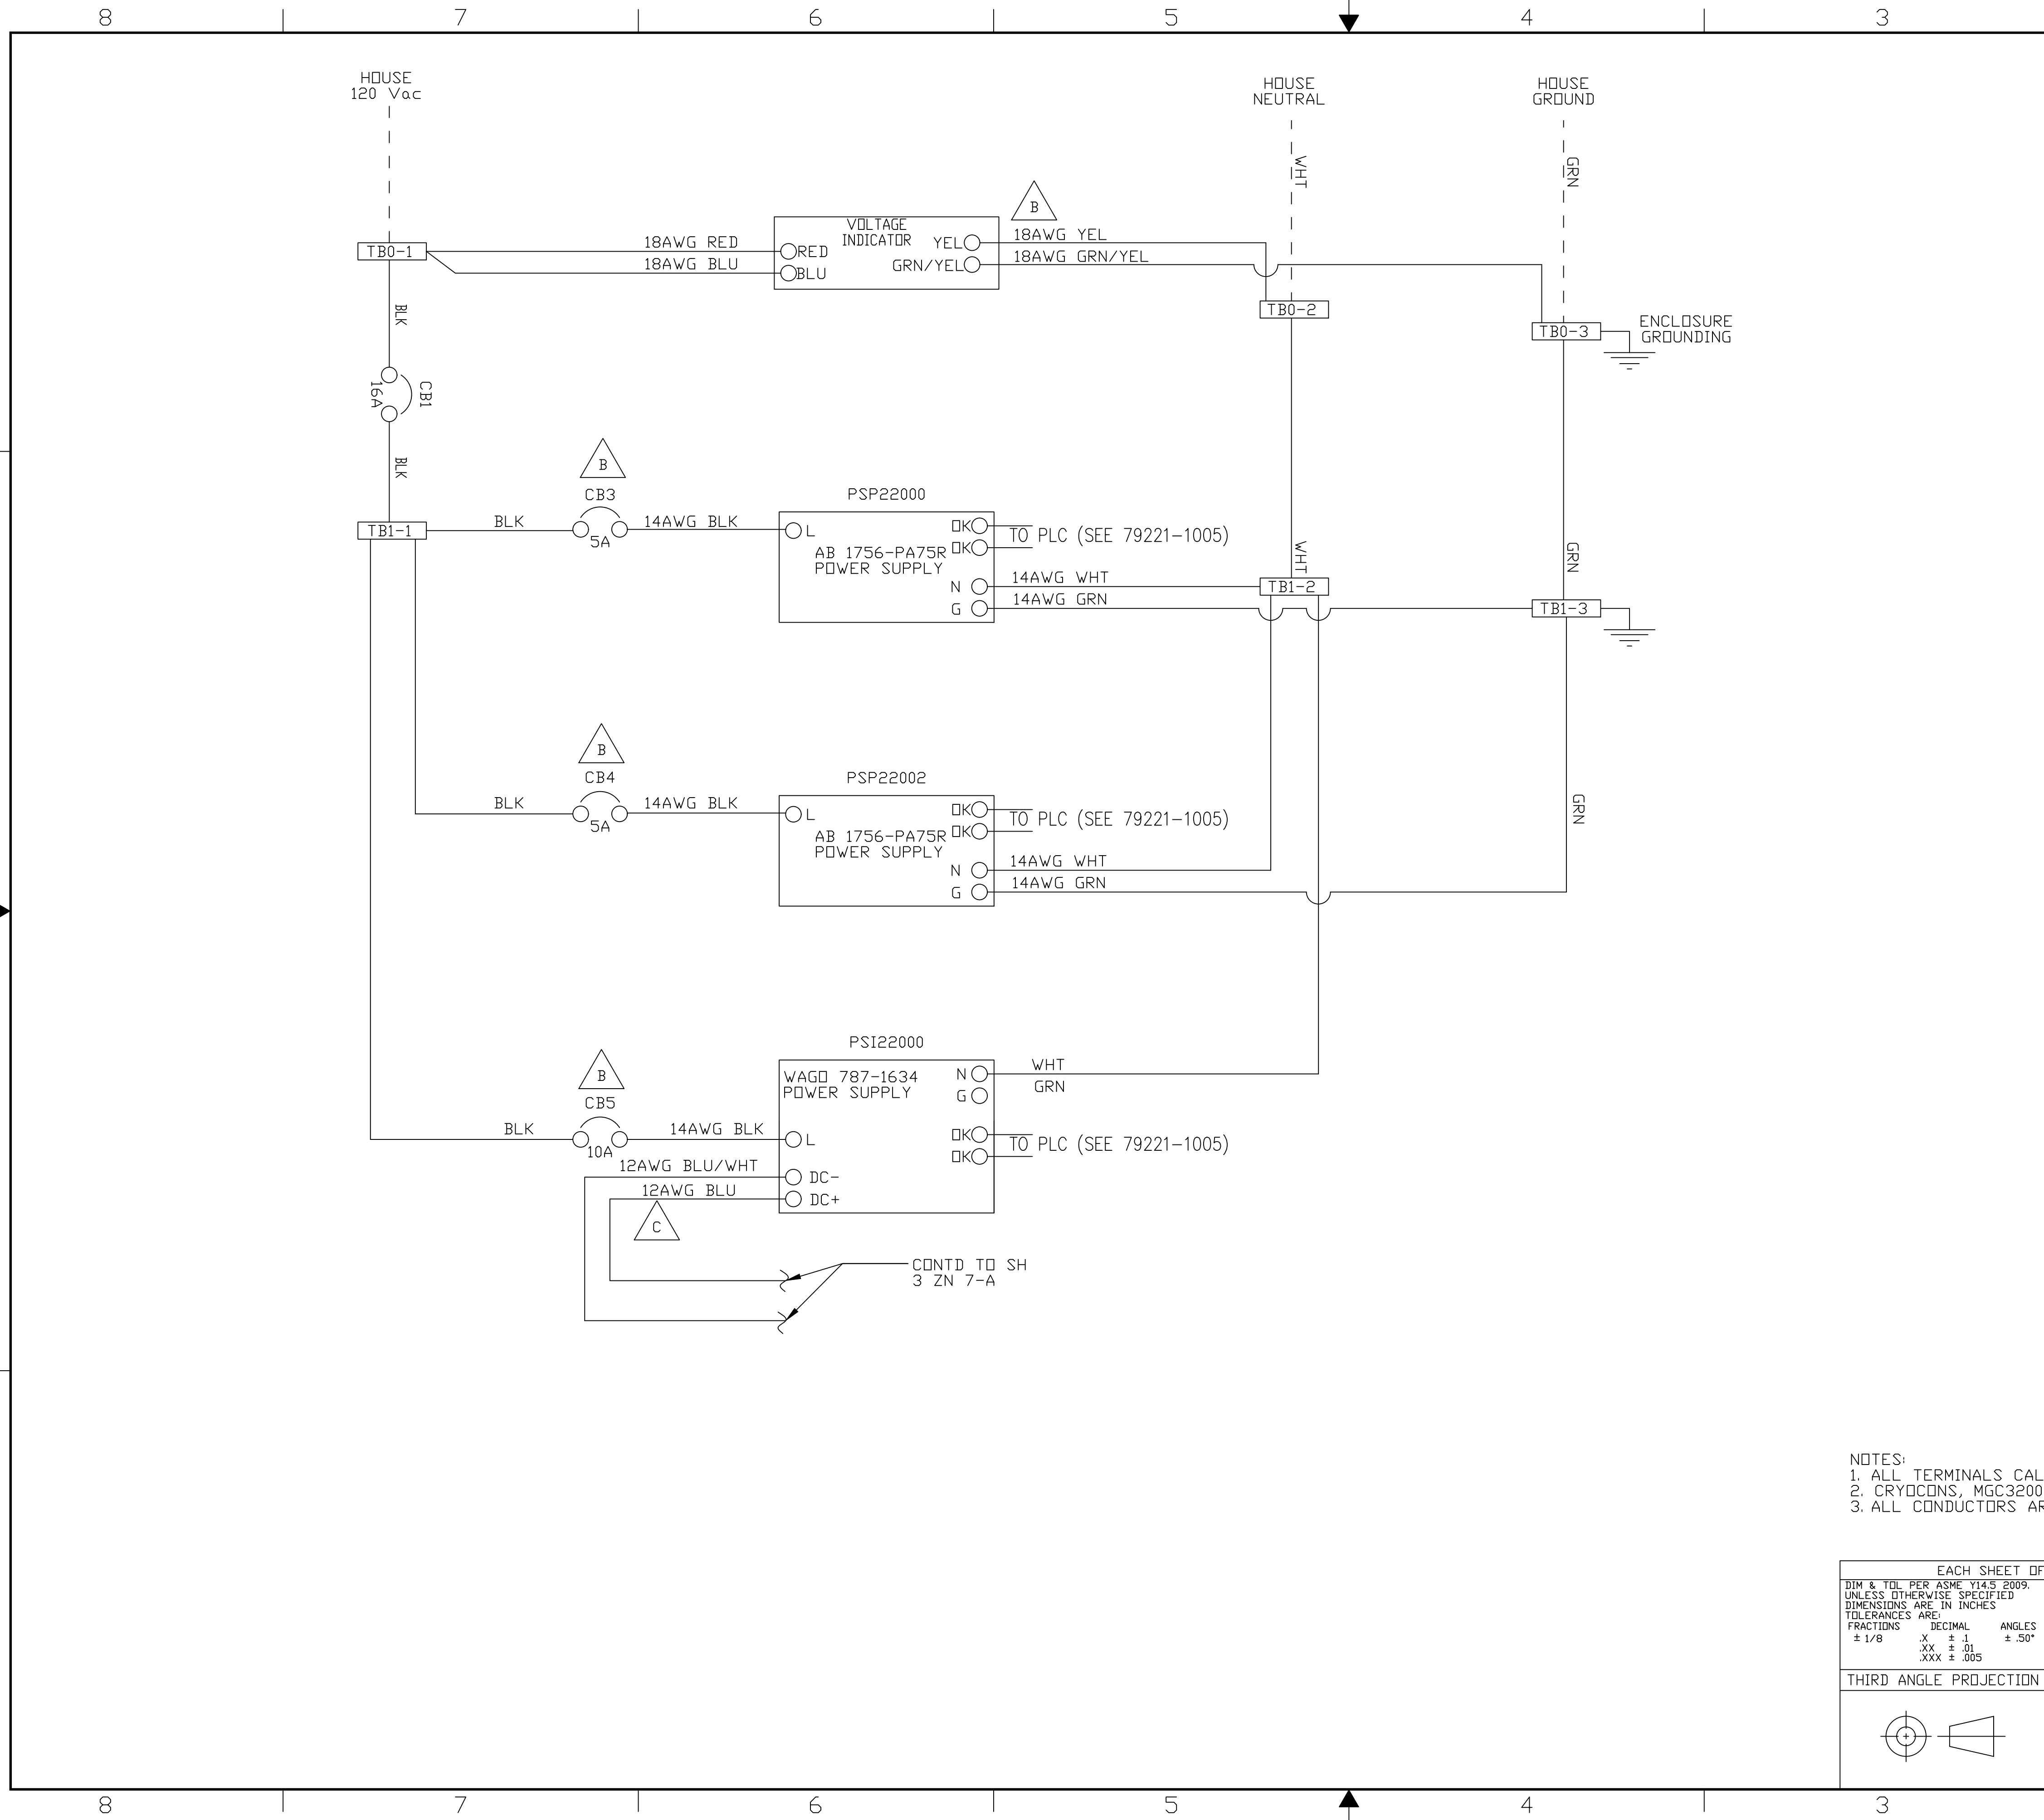 8 7 6 5 4 3
HOUSE
120 Vac
HOUSE
NEUTRAL
HOUSE
GROUND
WHT
GRN
B
VOLTAGE
INDICATOR
RED
BLU
YEL
GRN/YEL
18AWG RED
18AWG BLU
18AWG YEL
18AWG GRN/YEL
TB0-1
TB0-2
TB0-3
ENCLOSURE
GROUNDING
BLK
CB1
16A
BLK
B
CB3
5A
TB1-1
BLK
14AWG BLK
PSP22000
L
AB 1756-PA75R
POWER SUPPLY
OK
OK
N
G
TO PLC (SEE 79221-1005)
14AWG WHT
14AWG GRN
WHT
TB1-2
GRN
TB1-3
B
CB4
5A
BLK
14AWG BLK
PSP22002
L
AB 1756-PA75R
POWER SUPPLY
OK
OK
N
G
TO PLC (SEE 79221-1005)
14AWG WHT
14AWG GRN
GRN
B
CB5
10A
BLK
14AWG BLK
PSI22000
WAGO 787-1634
POWER SUPPLY
N
G
WHT
GRN
L
OK
OK
TO PLC (SEE 79221-1005)
12AWG BLU/WHT
DC-
12AWG BLU
DC+
C
CONTD TO SH
3 ZN 7-A
NOTES:
1. ALL TERMINALS CAL
2. CRYOCONS, MGC3200
3. ALL CONDUCTORS AR
EACH SHEET OF
DIM & TOL PER ASME Y14.5 2009.
UNLESS OTHERWISE SPECIFIED
DIMENSIONS ARE IN INCHES
TOLERANCES ARE:
FRACTIONS DECIMAL ANGLES
± 1/8 .X ± .1 ± .50°
.XX ± .01
.XXX ± .005
THIRD ANGLE PROJECTION
8 7 6 5 4 3